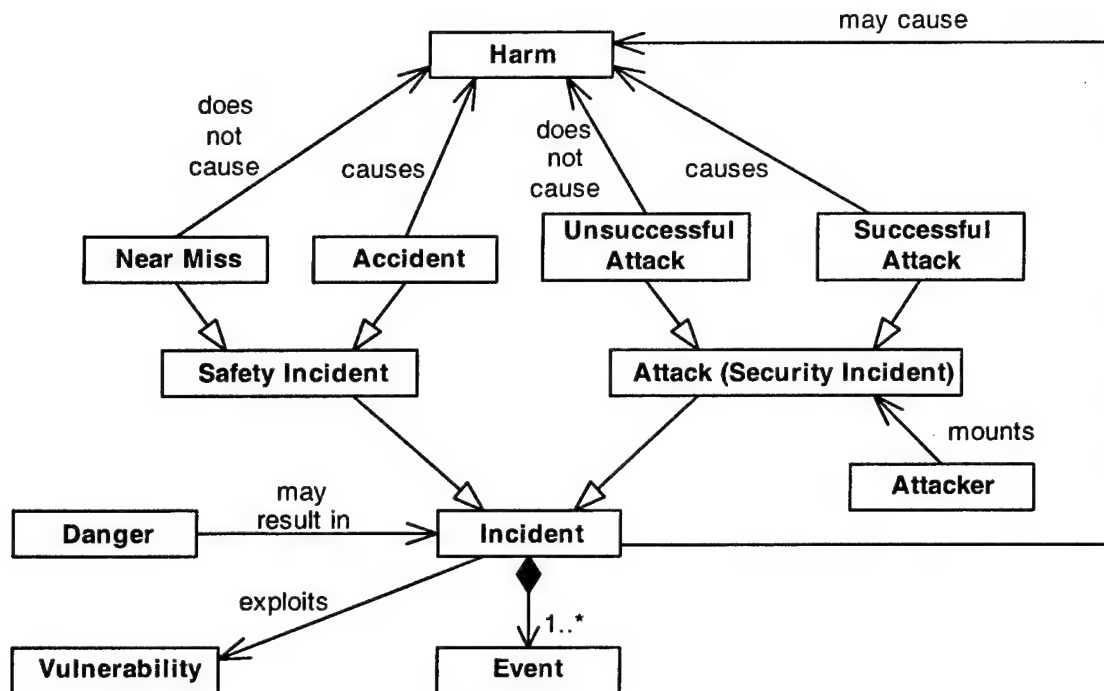 may cause
Harm
does
not
cause
causes
does
not
cause
causes
Near Miss
Accident
Unsuccessful
Attack
Successful
Attack
Safety Incident
Attack (Security Incident)
mounts
Attacker
may
result in
Danger
Incident
exploits
1..*
Vulnerability
Event